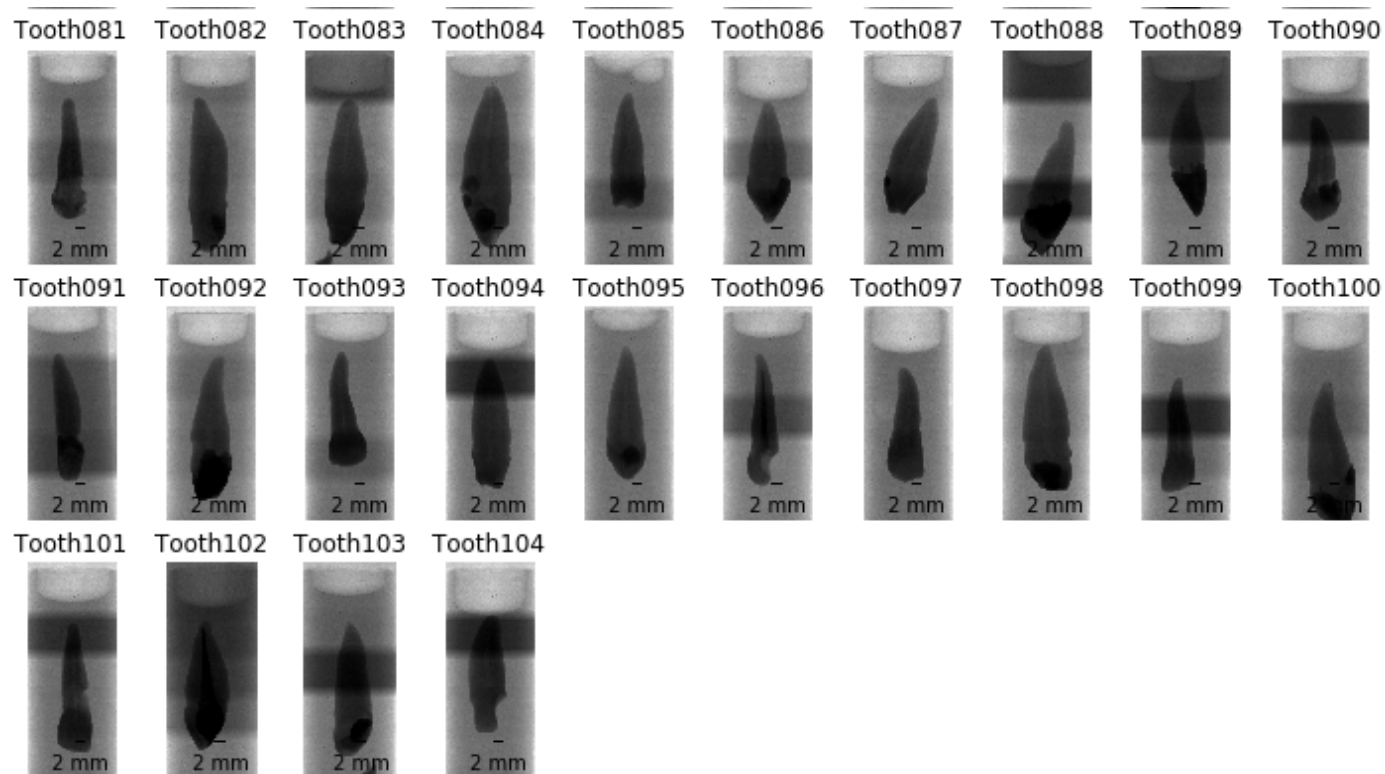 Tooth081 Tooth082 Tooth083 Tooth084 Tooth085 Tooth086 Tooth087 Tooth088 Tooth089 Tooth090
2 mm 2 mm 2 mm 2 mm 2 mm 2 mm 2 mm 2 mm 2 mm 2 mm
Tooth091 Tooth092 Tooth093 Tooth094 Tooth095 Tooth096 Tooth097 Tooth098 Tooth099 Tooth100
2 mm 2 mm 2 mm 2 mm 2 mm 2 mm 2 mm 2 mm 2 mm 2 mm
Tooth101 Tooth102 Tooth103 Tooth104
2 mm 2 mm 2 mm 2 mm